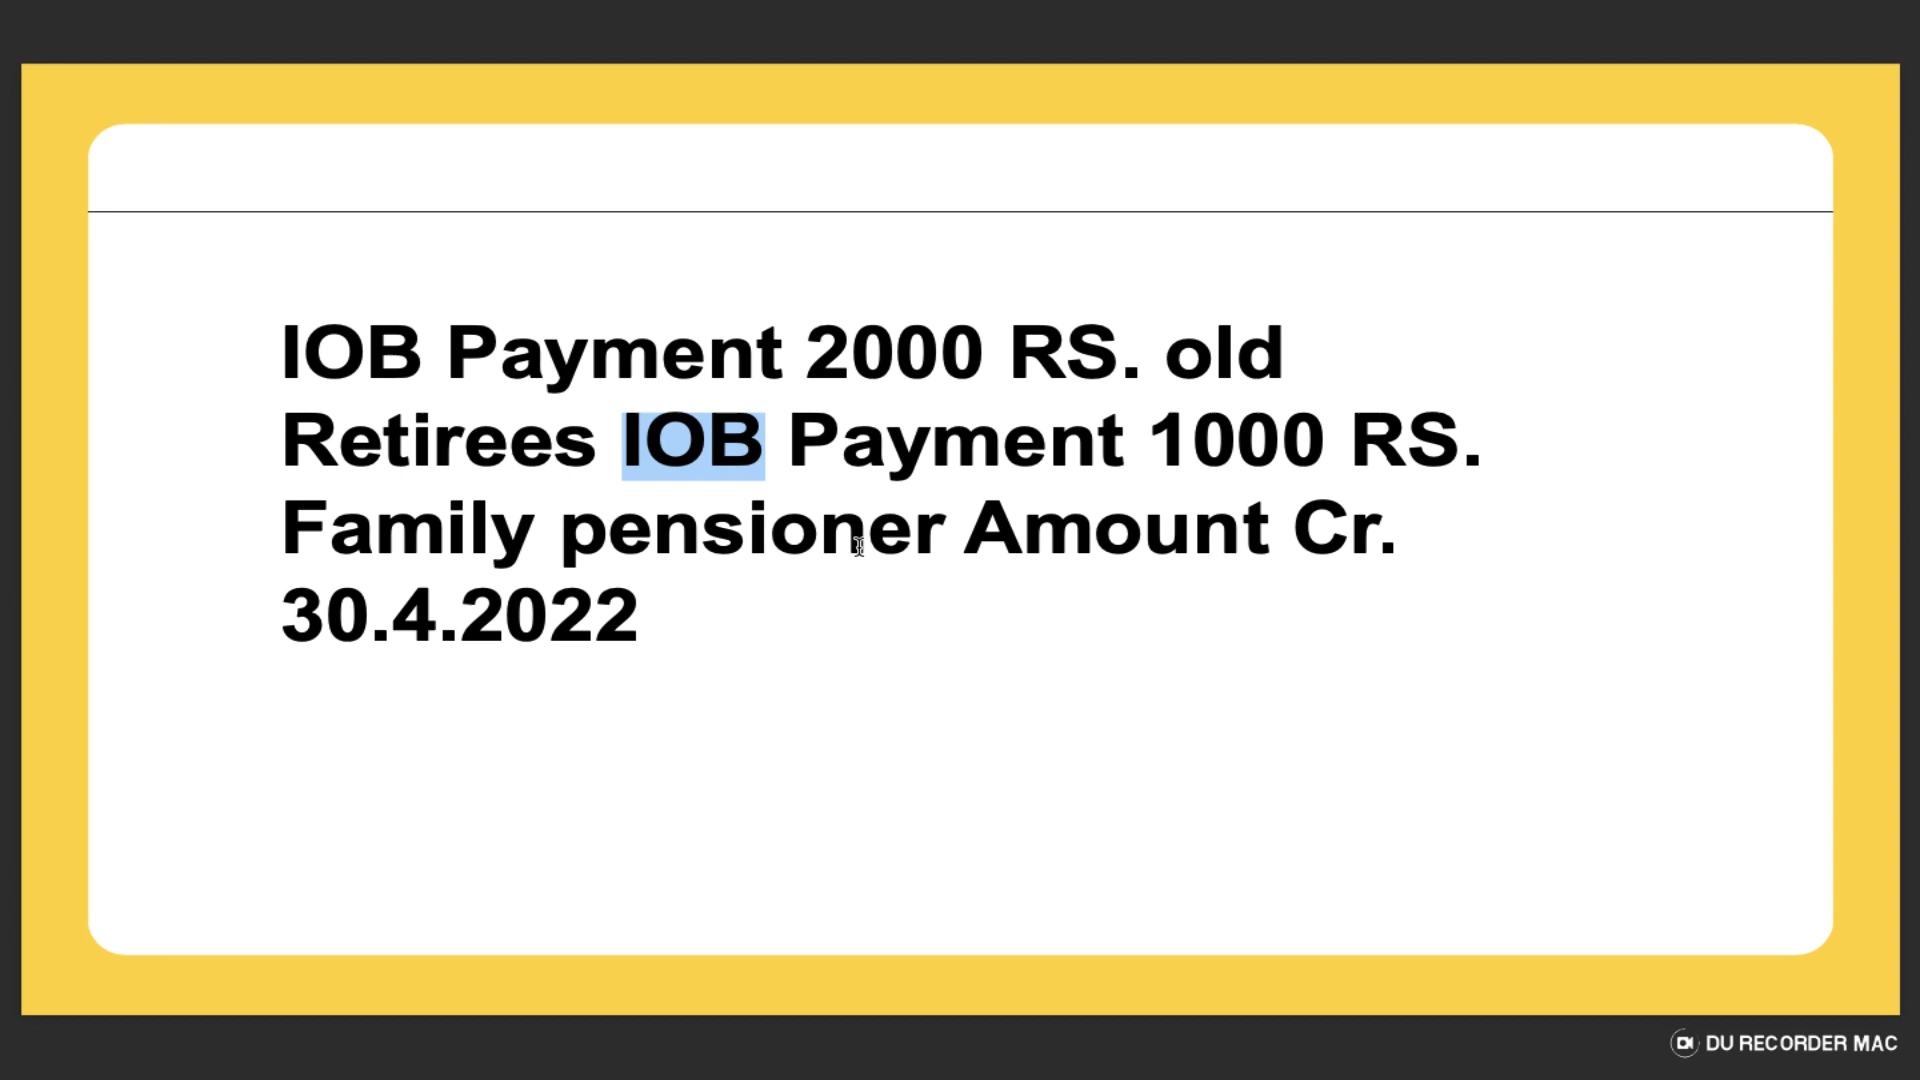 IOB Payment 2000 RS. old
Retirees IOB Payment 1000 RS.
Family pensioner Amount Cr.
30.4.2022
DU RECORDER MAC